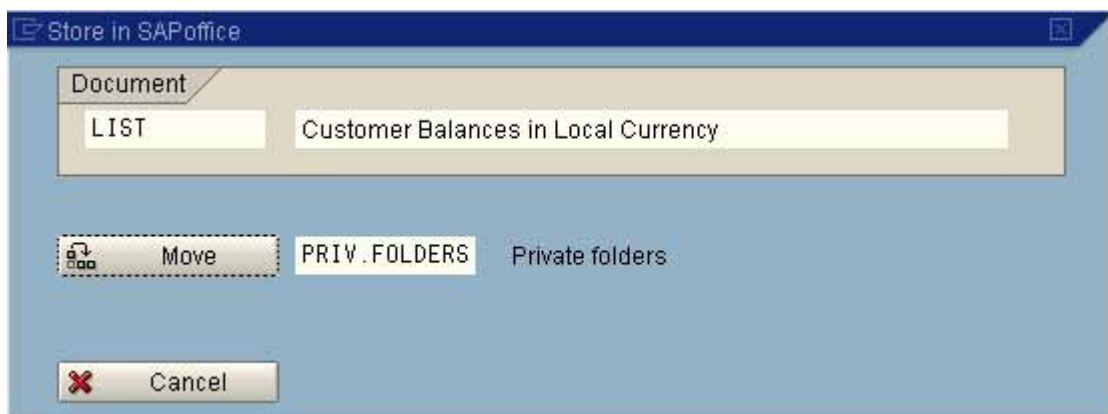 Store in SAPoffice
Document
LIST Customer Balances in Local Currency
Move PRIV.FOLDERS Private folders
Cancel